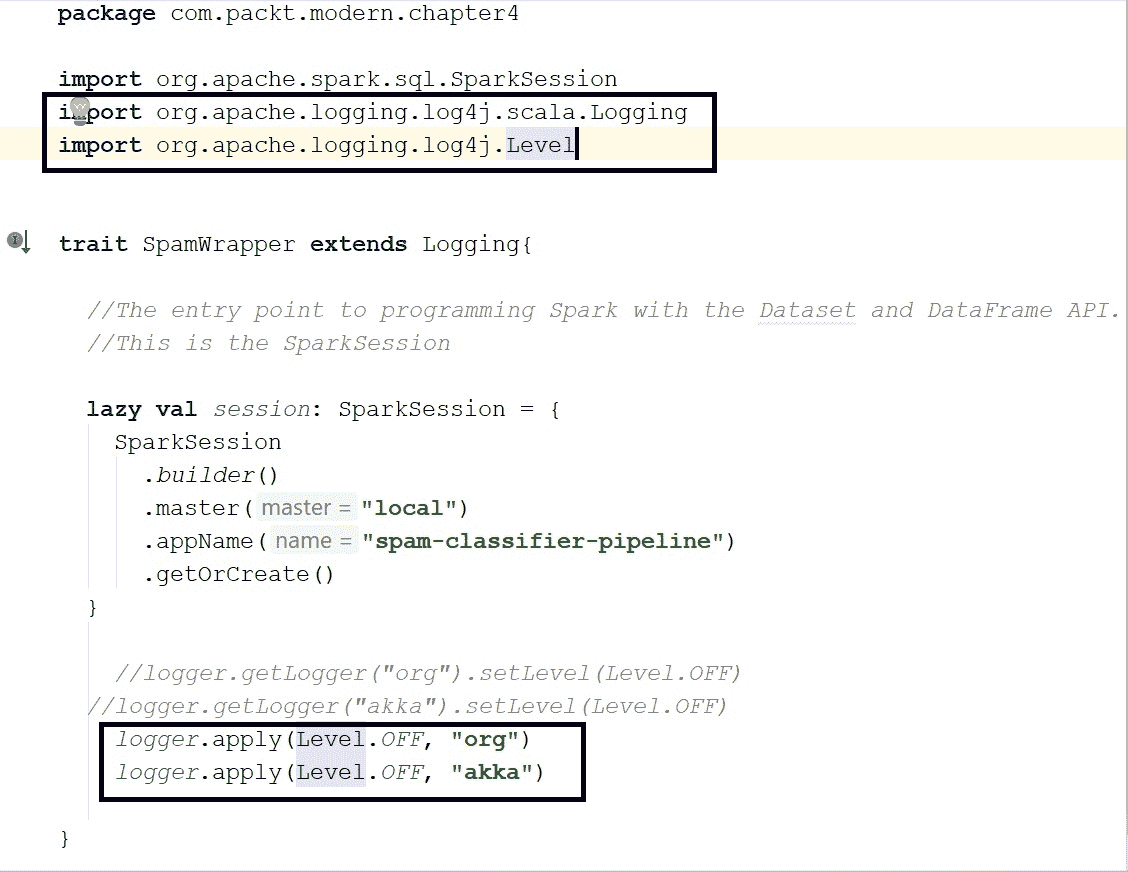 package com.packt.modern.chapter4
import org.apache.spark.sql.SparkSession
import org.apache.logging.log4j.scala.Logging
import org.apache.logging.log4j.Level
trait SpamWrapper extends Logging{
//The entry point to programming Spark with the Dataset and DataFrame API.
//This is the SparkSession
lazy val session: SparkSession = {
SparkSession
.builder()
.master( master = "local")
.appName( name = "spam-classifier-pipeline")
.getOrCreate()
}
//logger.getLogger("org").setLevel(Level.OFF)
//logger.getLogger("akka").setLevel(Level.OFF)
logger.apply(Level.OFF, "org")
logger.apply(Level.OFF, "akka")
}